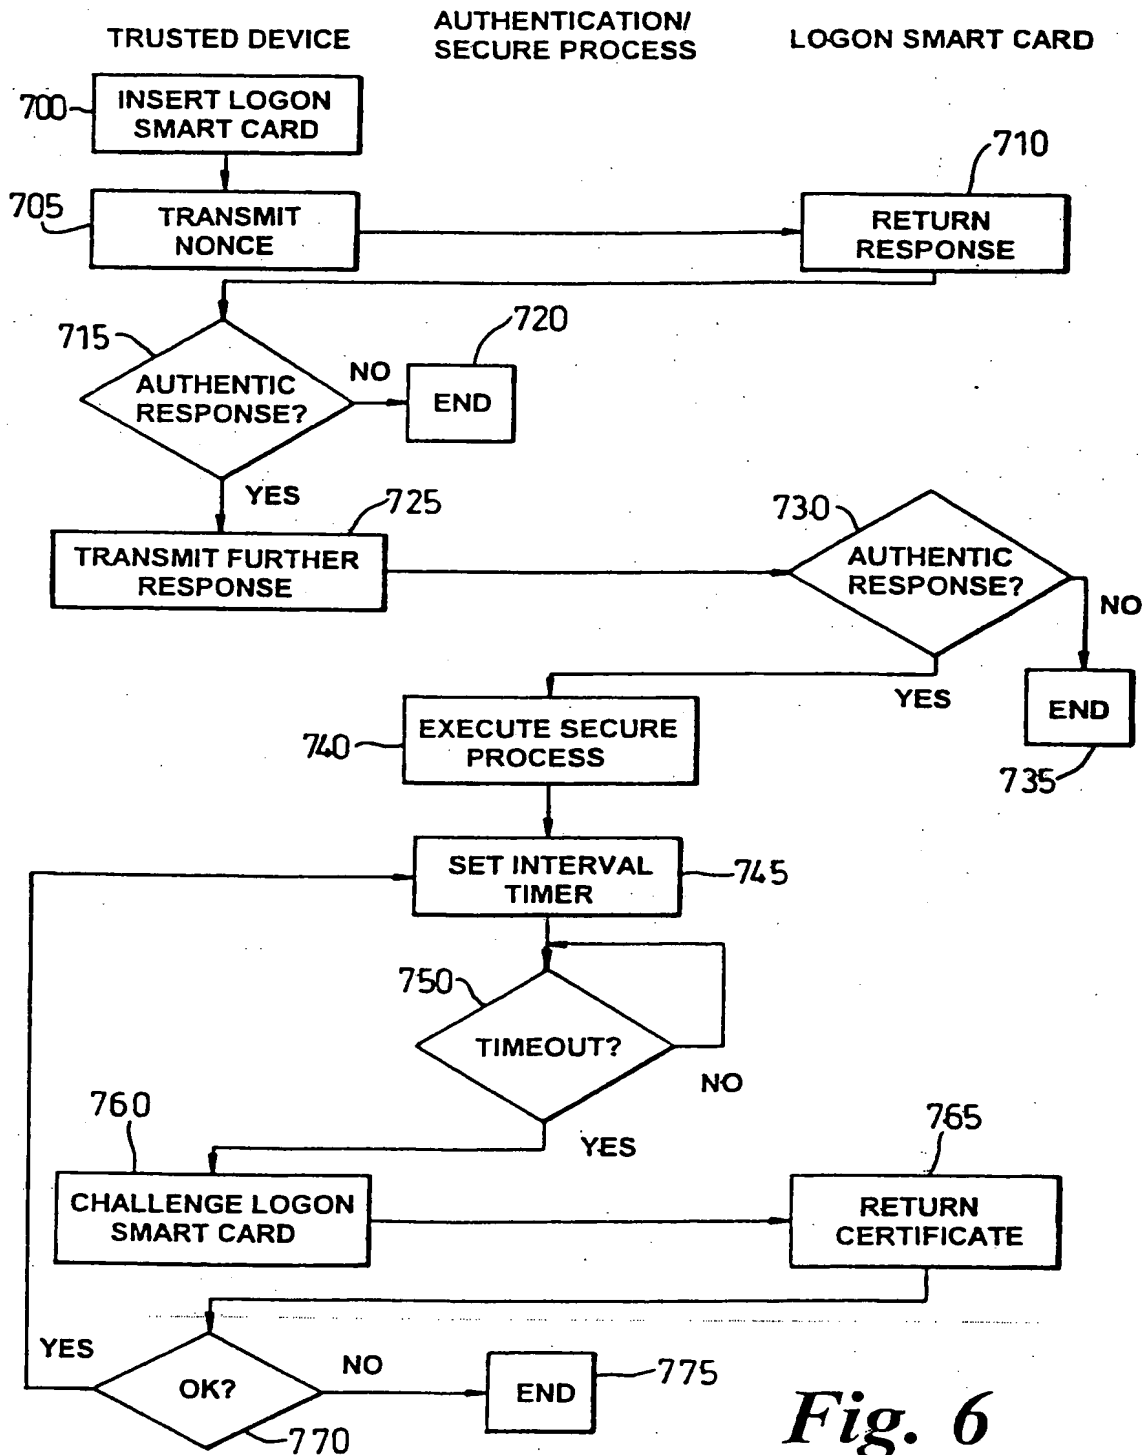 TRUSTED DEVICE
AUTHENTICATION/
SECURE PROCESS
LOGON SMART CARD
700
INSERT LOGON
SMART CARD
710
705
TRANSMIT
NONCE
RETURN
RESPONSE
715
720
AUTHENTIC
RESPONSE?
NO
END
YES
725
730
TRANSMIT FURTHER
RESPONSE
AUTHENTIC
RESPONSE?
NO
YES
END
735
740
EXECUTE SECURE
PROCESS
SET INTERVAL
TIMER
745
750
TIMEOUT?
NO
YES
760
765
CHALLENGE LOGON
SMART CARD
RETURN
CERTIFICATE
YES
OK?
NO
END
775
770
Fig. 6